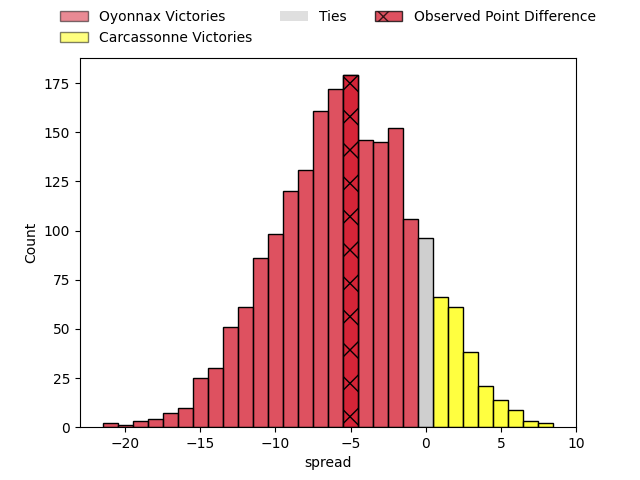 Oyonnax Victories
Carcassonne Victories
Ties
Observed Point Difference
175
150
125
100
75
50
25
0
Count
−20
−15
−10
−5
0
5
10
spread